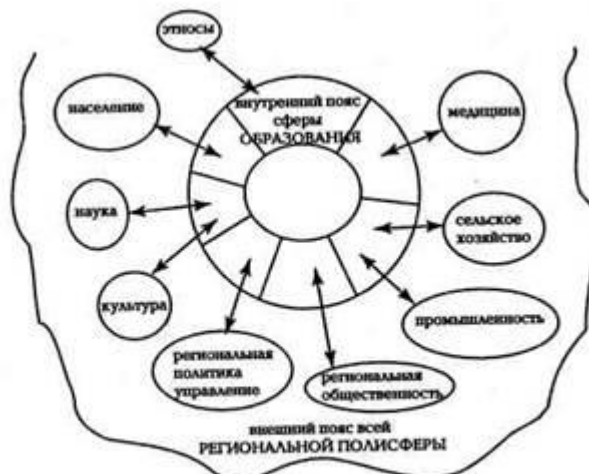 этносы
внутренний пояс
сферы
ОБРАЗОВАНИЯ
население
медицина
наука
сельское
хозяйство
культура
промышленность
региональная
политика
управление
региональная
общественность
внешний пояс всей
РЕГИОНАЛЬНОЙ ПОЛИСФЕРЫ